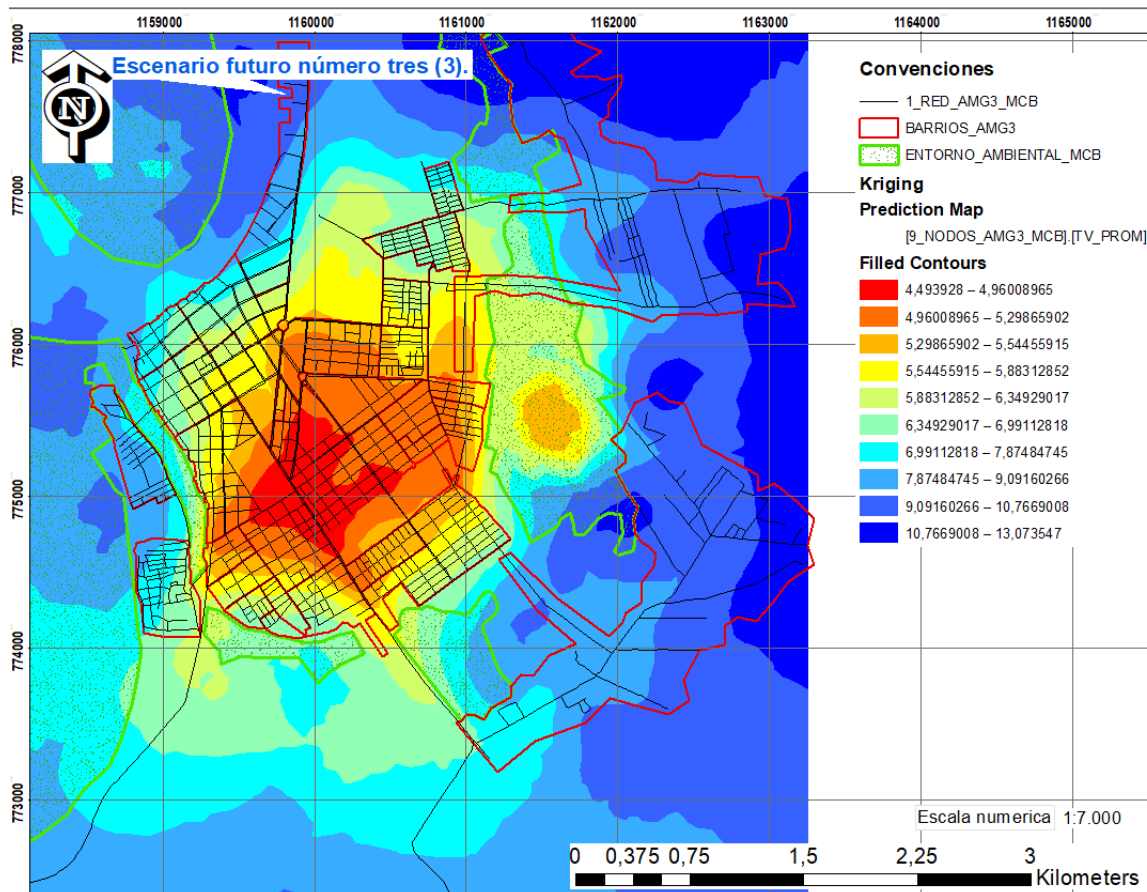 1159000 1160000 1161000 1162000 1163000 1164000 1165000
778000
777000
776000
775000
774000
773000
Escenario futuro número tres (3).
N
Convenciones
1_RED_AMG3_MCB
BARRIOS_AMG3
ENTORNO_AMBIENTAL_MCB
Kriging
Prediction Map
[9_NODOS_AMG3_MCB].[TV_PROM]
Filled Contours
4,493928 – 4,96008965
4,96008965 – 5,29865902
5,29865902 – 5,54455915
5,54455915 – 5,88312852
5,88312852 – 6,34929017
6,34929017 – 6,99112818
6,99112818 – 7,87484745
7,87484745 – 9,09160266
9,09160266 – 10,7669008
10,7669008 – 13,073547
Escala numerica 1:7.000
0 0,375 0,75 1,5 2,25 3
Kilometers